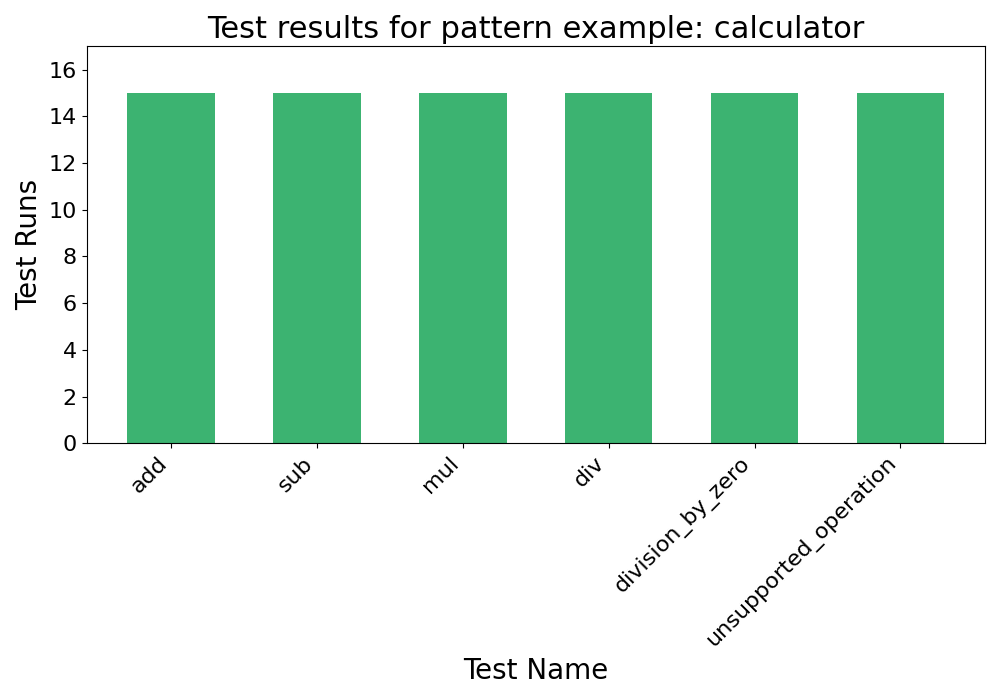 Test results for pattern example: calculator
Test Runs
16
14
12
10
8
6
4
2
0
add
sub
mul
div
division_by_zero
unsupported_operation
Test Name